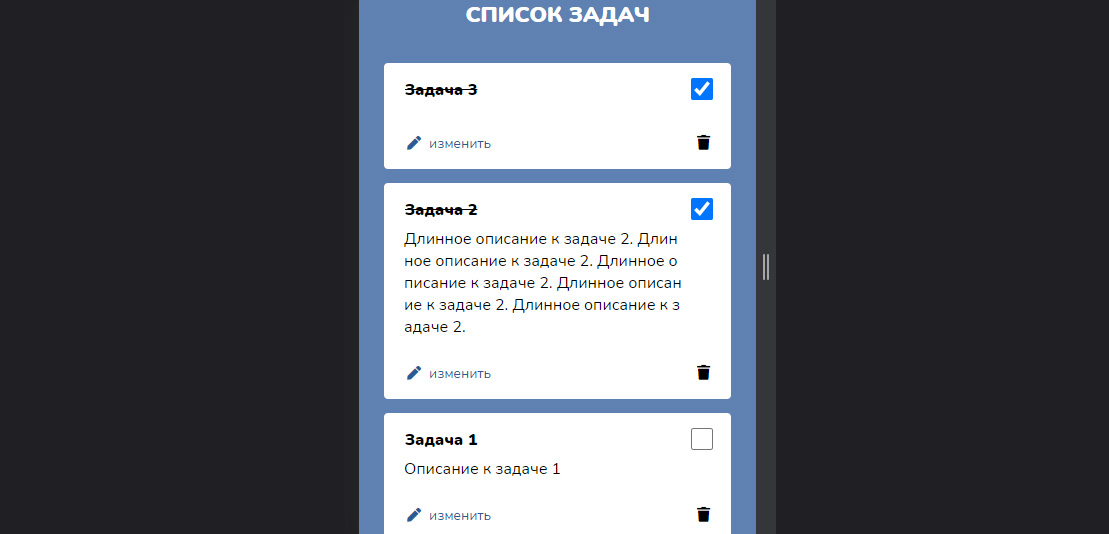 СПИСОК ЗАДАЧ
Задача 3
изменить
Задача 2
Длинное описание к задаче 2. Длин
ное описание к задаче 2. Длинное о
писание к задаче 2. Длинное описан
ие к задаче 2. Длинное описание к з
адаче 2.
изменить
Задача 1
Описание к задаче 1
изменить